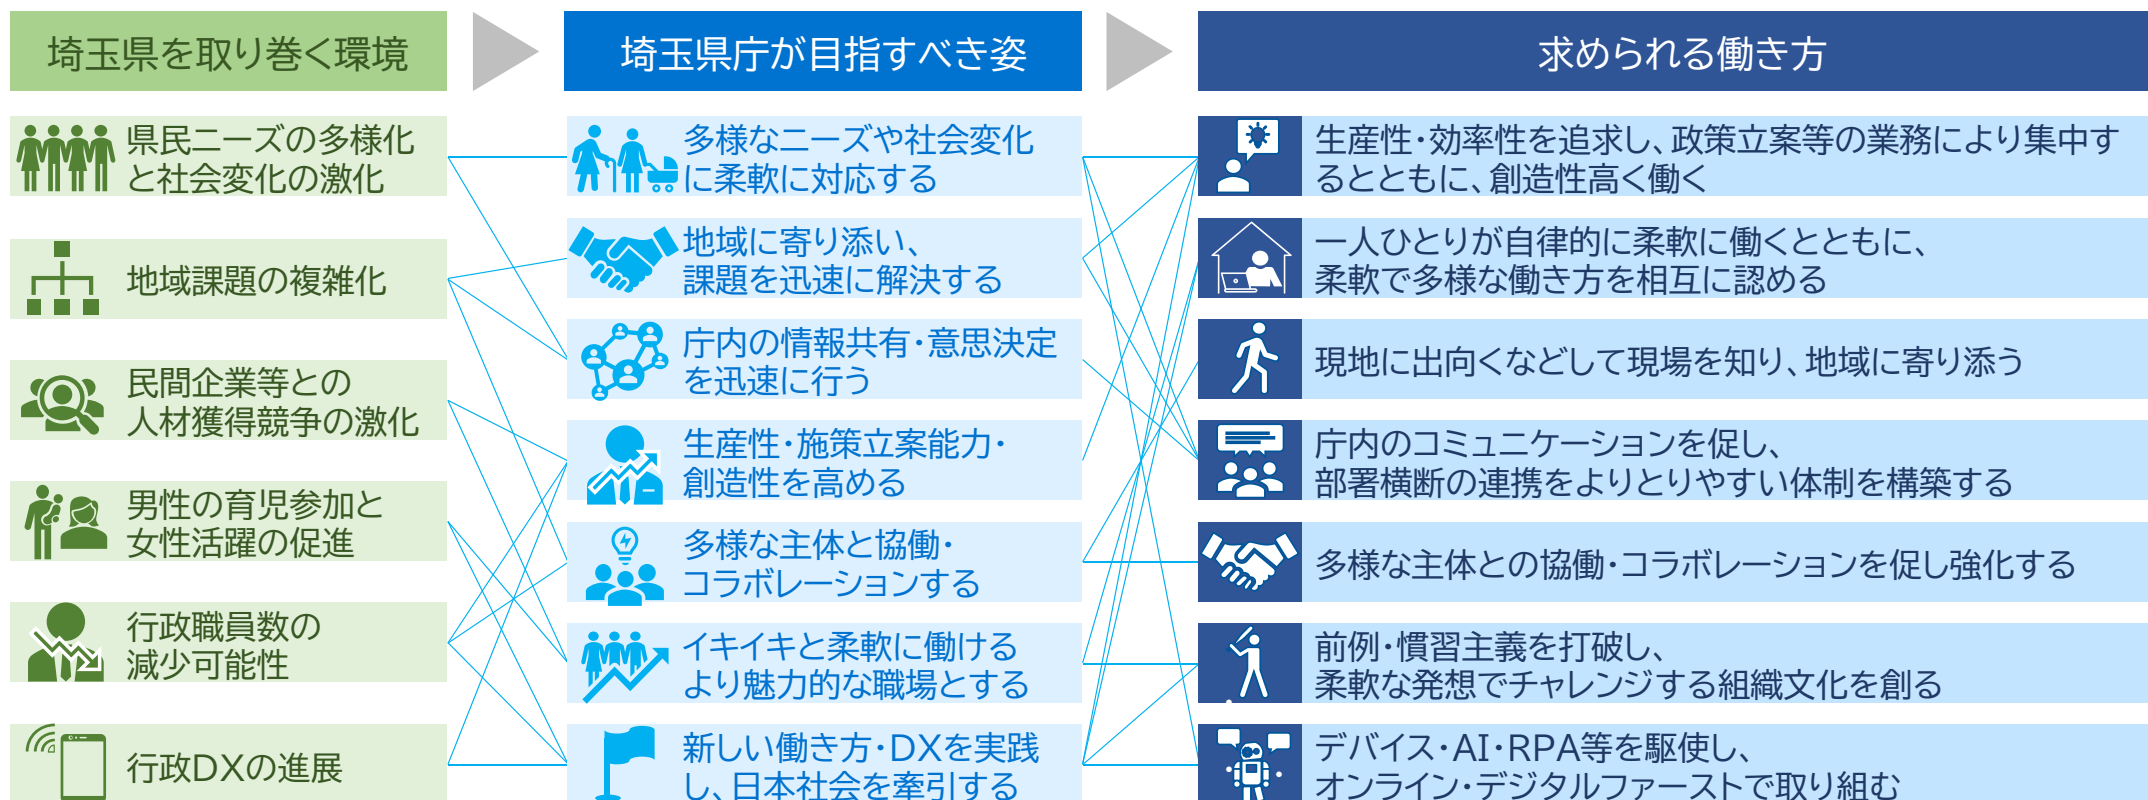 埼玉県を取り巻く環境
県民ニーズの多様化
と社会変化の激化
地域課題の複雑化
民間企業等との
人材獲得競争の激化
男性の育児参加と
女性活躍の促進
行政職員数の
減少可能性
行政DXの進展
埼玉県庁が目指すべき姿
多様なニーズや社会変化
に柔軟に対応する
地域に寄り添い、
課題を迅速に解決する
庁内の情報共有・意思決定
を迅速に行う
生産性・施策立案能力・
創造性を高める
多様な主体と協働・
コラボレーションする
イキイキと柔軟に働ける
より魅力的な職場とする
新しい働き方・DXを実践
し、日本社会を牽引する
求められる働き方
生産性・効率性を追求し、政策立案等の業務により集中す
るとともに、創造性高く働く
一人ひとりが自律的に柔軟に働くとともに、
柔軟で多様な働き方を相互に認める
現地に出向くなどして現場を知り、地域に寄り添う
庁内のコミュニケーションを促し、
部署横断の連携をよりとりやすい体制を構築する
多様な主体との協働・コラボレーションを促し強化する
前例・慣習主義を打破し、
柔軟な発想でチャレンジする組織文化を創る
デバイス・AI・RPA等を駆使し、
オンライン・デジタルファーストで取り組む